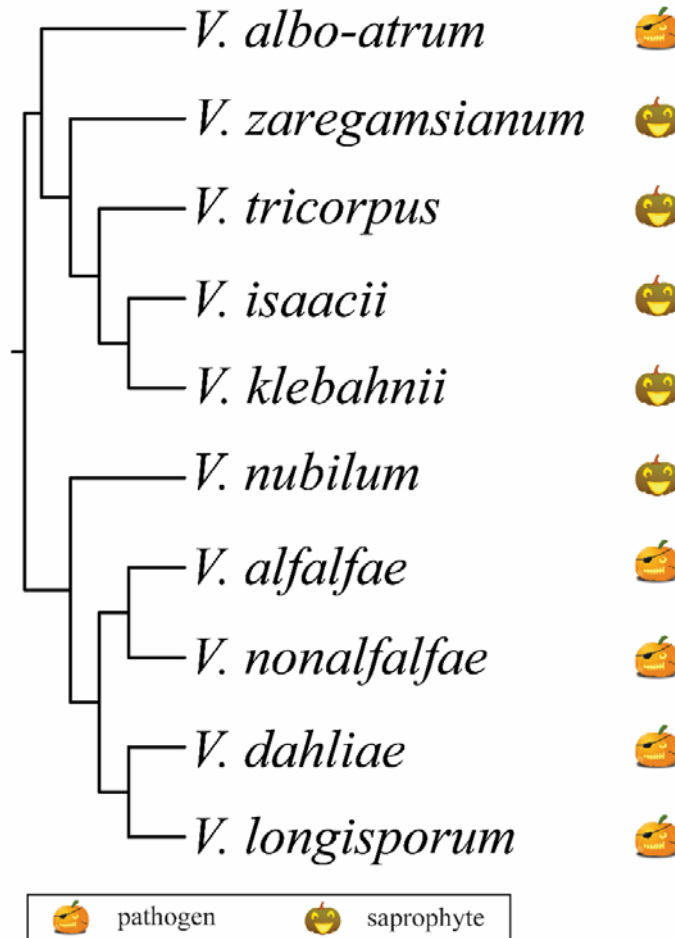 V. albo-atrum
V. zaregamsianum
V. tricorpus
V. isaacii
V. klebahnii
V. nubilum
V. alfalfae
V. nonalfalfae
V. dahliae
V. longisporum
pathogen saprophyte